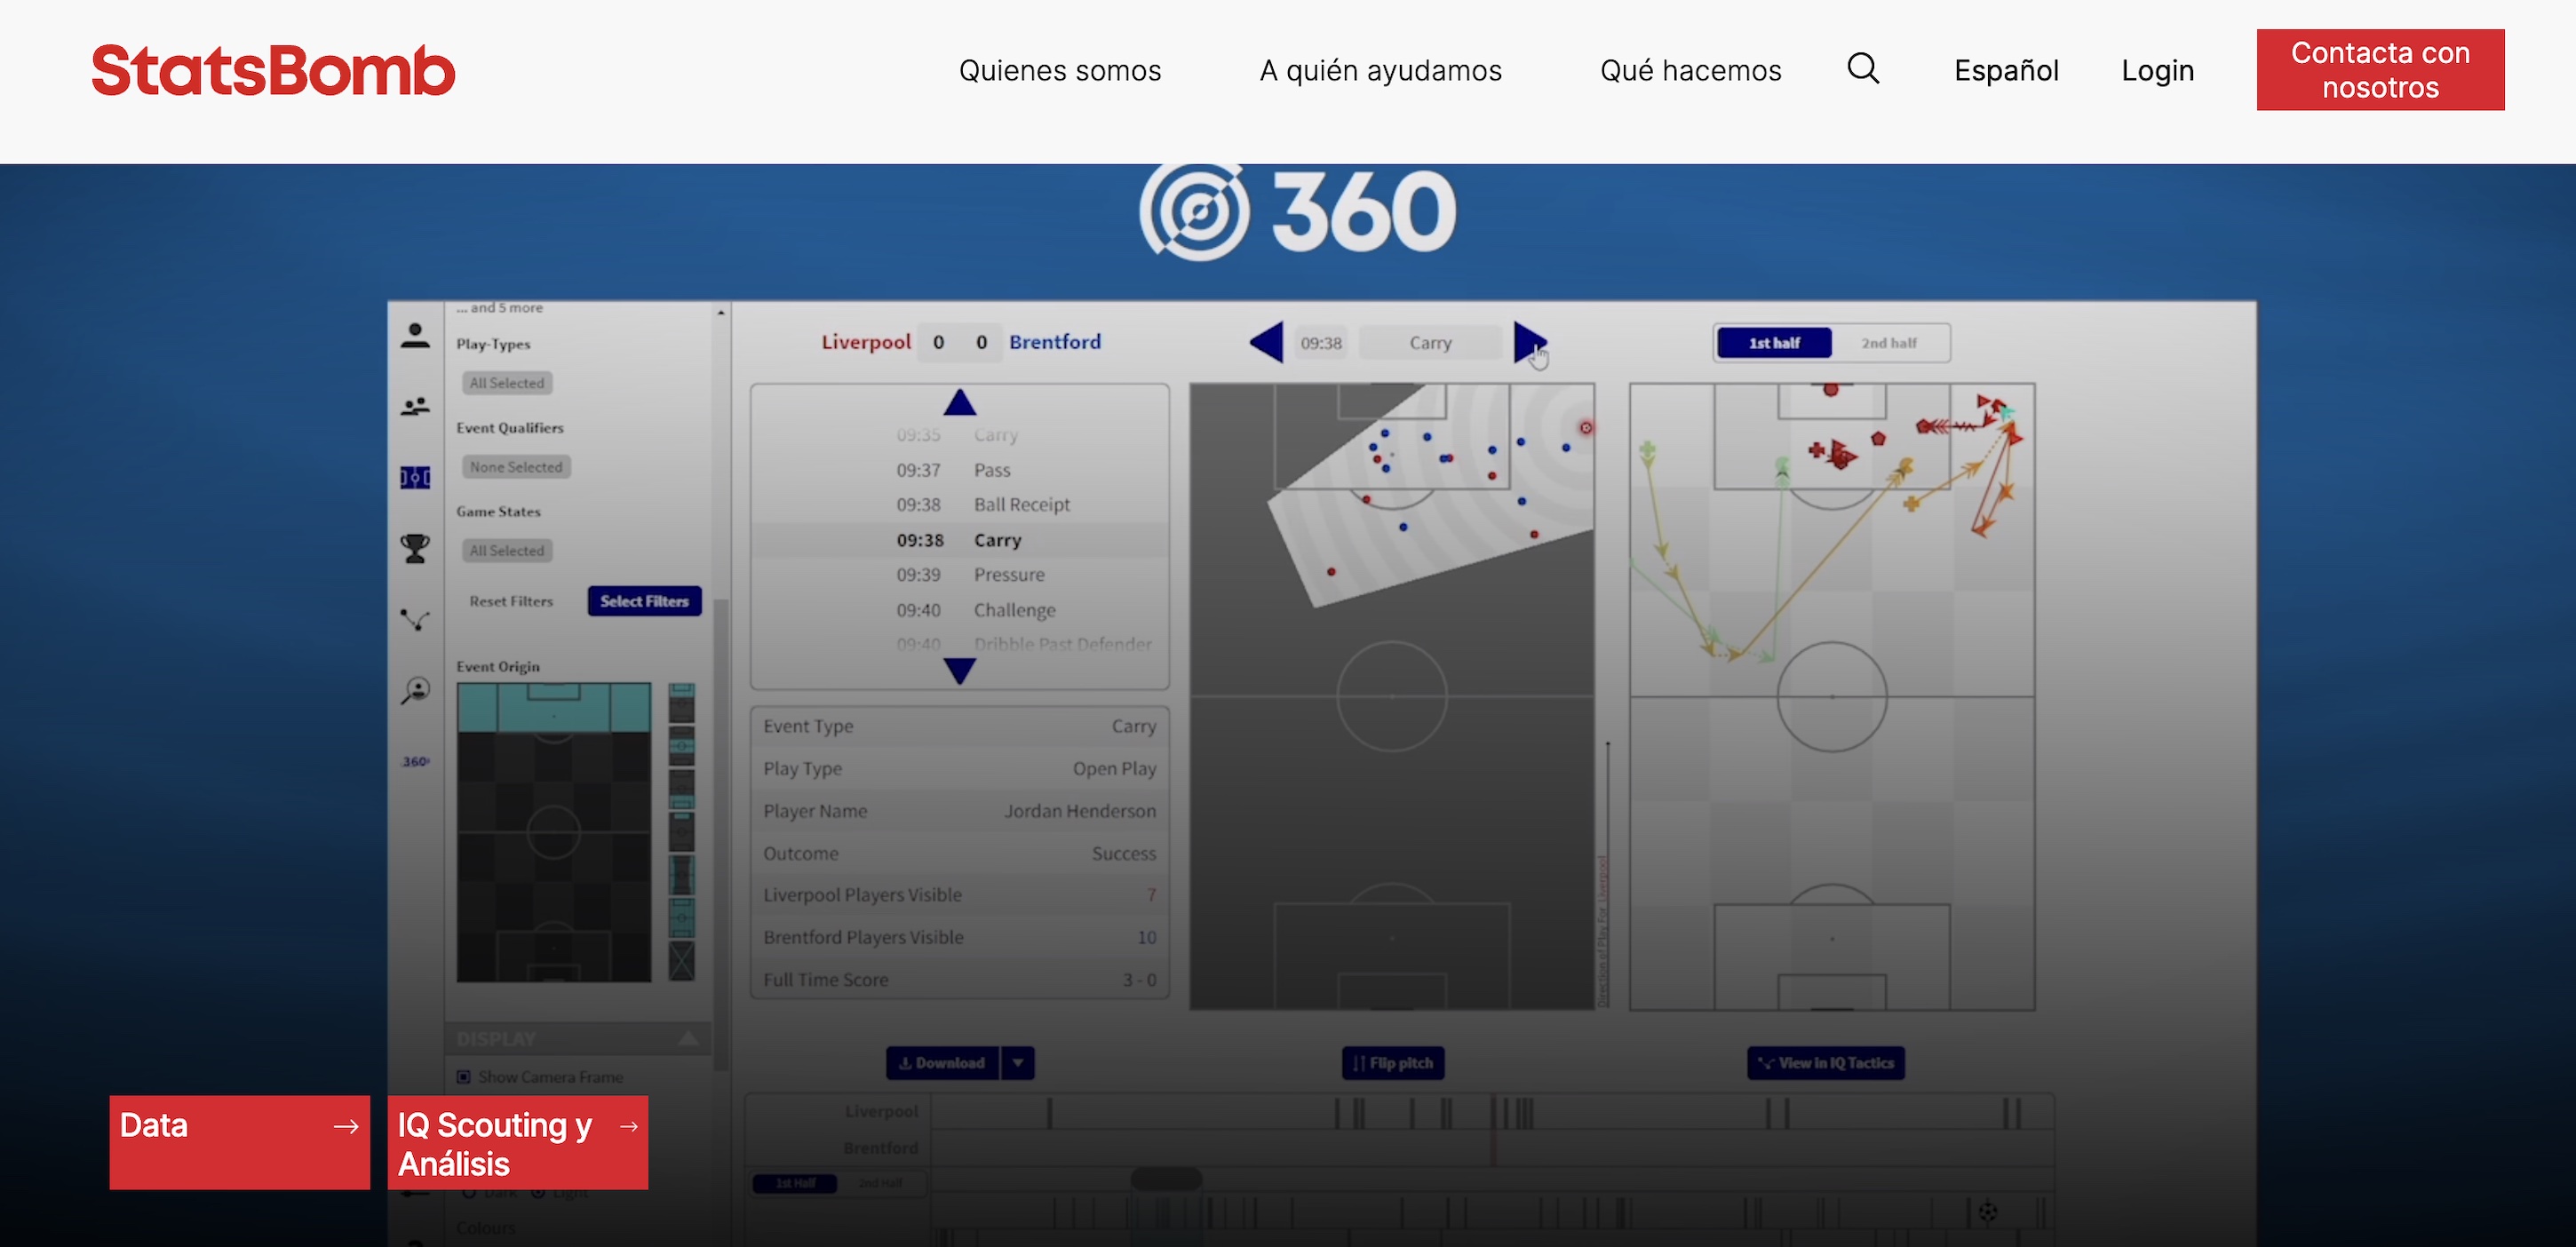 StatsBomb
Quienes somos
A quién ayudamos
Qué hacemos
Español
Login
Contacta con
nosotros
360
... and 5 more
Play-Types
All Selected
Event Qualifiers
None Selected
Game States
All Selected
Reset Filters
Select Filters
Event Origin
360°
DISPLAY
Show Camera Frame
Dark
Light
Colours
Liverpool 0 0 Brentford
09:35 Carry
09:37 Pass
09:38 Ball Receipt
09:38 Carry
09:39 Pressure
09:40 Challenge
09:40 Dribble Past Defender
Event Type Carry
Play Type Open Play
Player Name Jordan Henderson
Outcome Success
Liverpool Players Visible 7
Brentford Players Visible 10
Full Time Score 3 - 0
09:38 Carry
Direction of Play For Liverpool
1st half 2nd half
Download
Flip pitch
View in IQ Tactics
Liverpool
Brentford
1st Half 2nd Half
Data →
IQ Scouting y →
Análisis